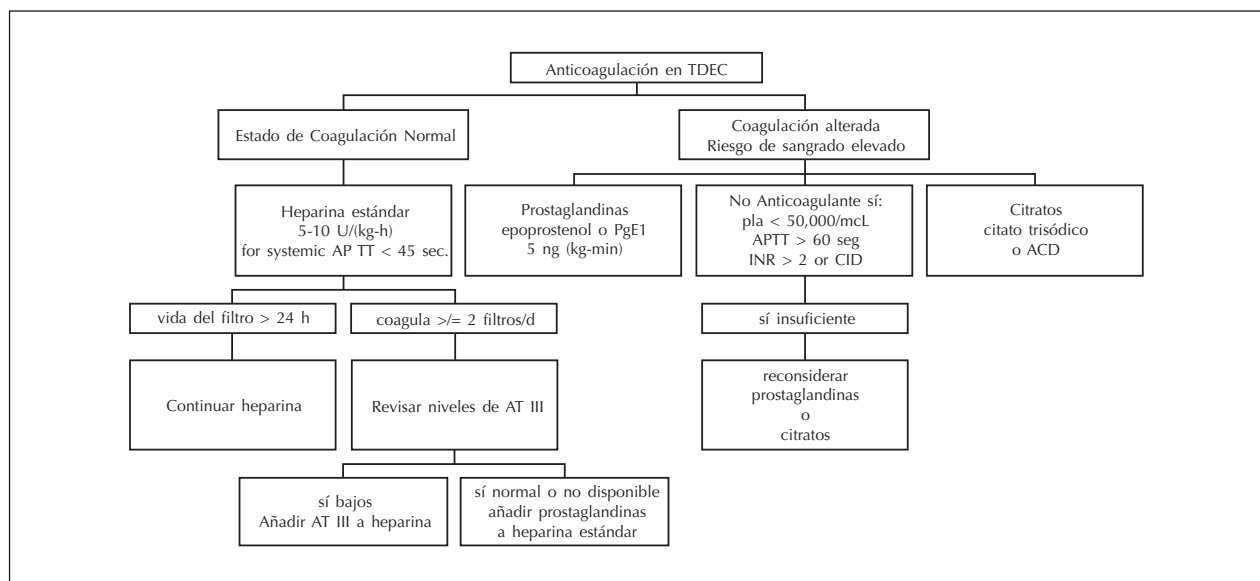 Anticoagulación en TDEC
Estado de Coagulación Normal
Coagulación alterada
Riesgo de sangrado elevado
Heparina estándar
5-10 U/(kg-h)
for systemic AP TT < 45 sec.
Prostaglandinas
epoprostenol o PgE1
5 ng (kg-min)
No Anticoagulante sí:
pla < 50,000/mcL
APTT > 60 seg
INR > 2 or CID
Citratos
citato trisódico
o ACD
vida del filtro > 24 h
coagula >/= 2 filtros/d
sí insuficiente
Continuar heparina
Revisar niveles de AT III
reconsiderar
prostaglandinas
o
citratos
sí bajos
Añadir AT III a heparina
sí normal o no disponible
añadir prostaglandinas
a heparina estándar